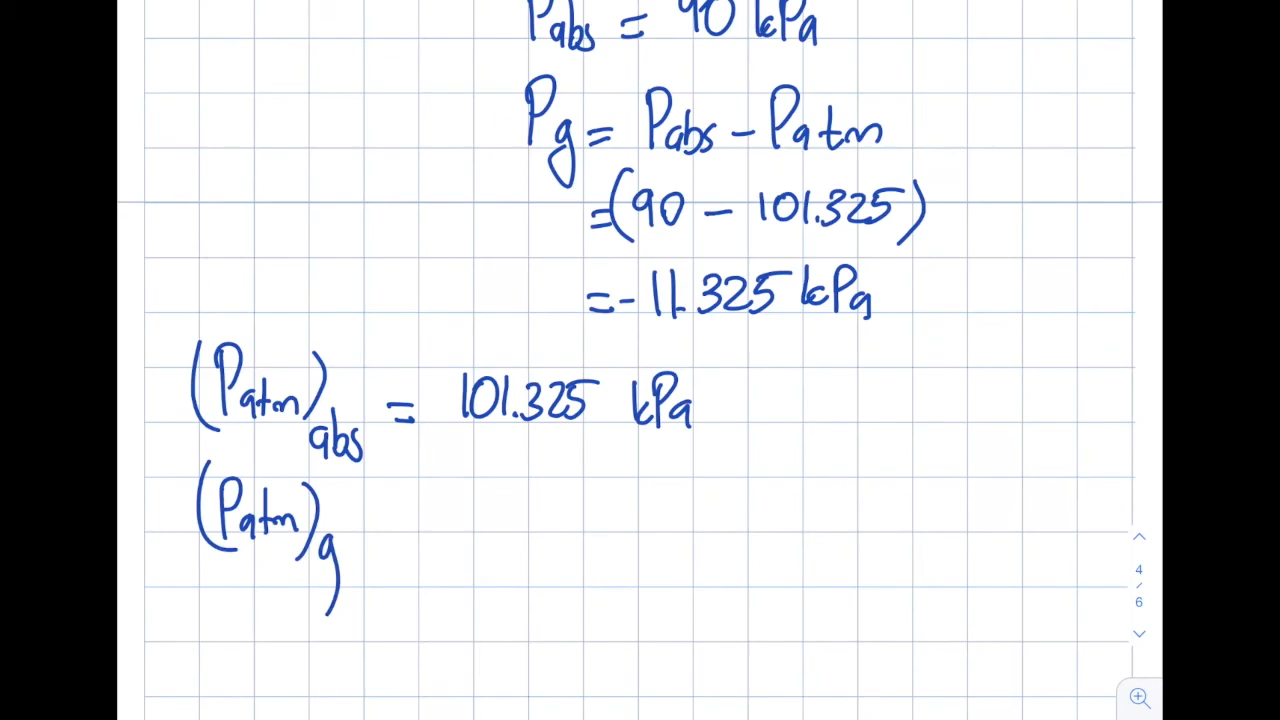 Pabs = 90 kPa
Pg = Pabs - Patm
= (90 - 101.325)
= - 11.325 kPa
(Patm)abs = 101.325 kPa
(Patm)g
4
/
6